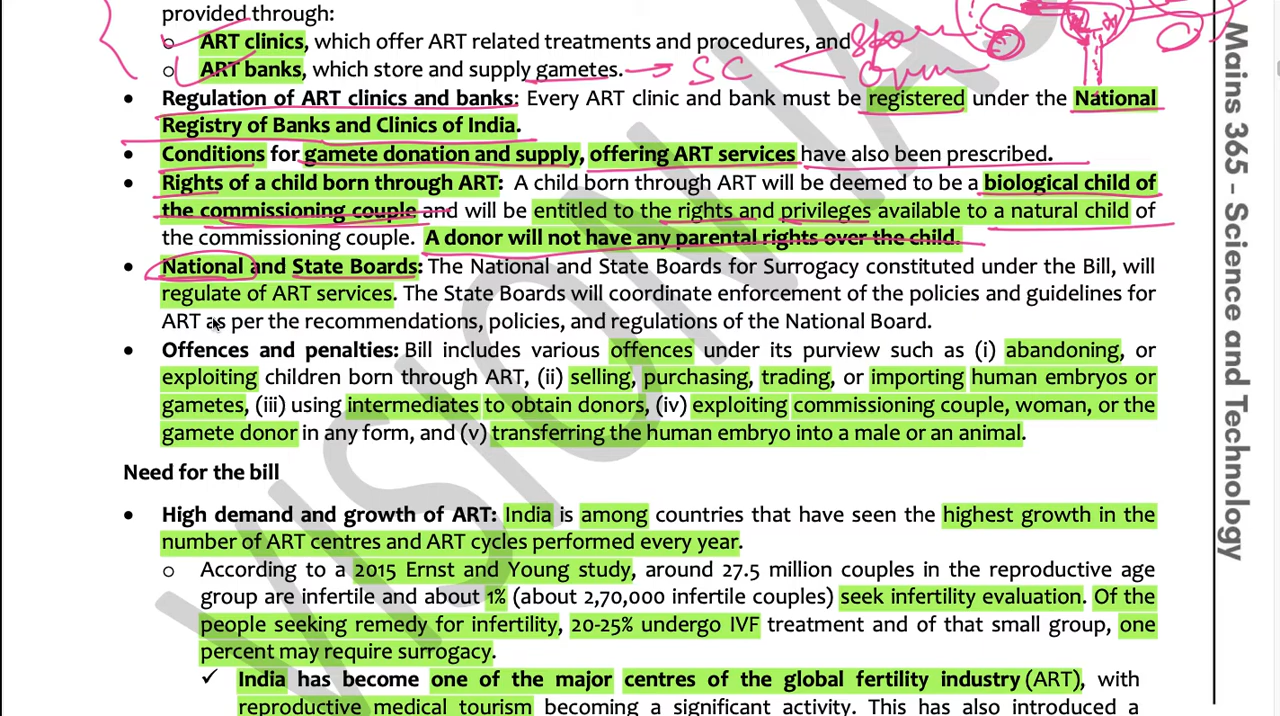 provided through:
o ART clinics, which offer ART related treatments and procedures, and
o ART banks, which store and supply gametes. → SC
• Regulation of ART clinics and banks: Every ART clinic and bank must be registered under the National
Registry of Banks and Clinics of India.
• Conditions for gamete donation and supply, offering ART services have also been prescribed.
• Rights of a child born through ART: A child born through ART will be deemed to be a biological child of
the commissioning couple and will be entitled to the rights and privileges available to a natural child of
the commissioning couple. A donor will not have any parental rights over the child.
• National and State Boards: The National and State Boards for Surrogacy constituted under the Bill, will
regulate of ART services. The State Boards will coordinate enforcement of the policies and guidelines for
ART as per the recommendations, policies, and regulations of the National Board.
• Offences and penalties: Bill includes various offences under its purview such as (i) abandoning, or
exploiting children born through ART, (ii) selling, purchasing, trading, or importing human embryos or
gametes, (iii) using intermediates to obtain donors, (iv) exploiting commissioning couple, woman, or the
gamete donor in any form, and (v) transferring the human embryo into a male or an animal.
Need for the bill
• High demand and growth of ART: India is among countries that have seen the highest growth in the
number of ART centres and ART cycles performed every year.
o According to a 2015 Ernst and Young study, around 27.5 million couples in the reproductive age
group are infertile and about 1% (about 2,70,000 infertile couples) seek infertility evaluation. Of the
people seeking remedy for infertility, 20-25% undergo IVF treatment and of that small group, one
percent may require surrogacy.
✓ India has become one of the major centres of the global fertility industry (ART), with
reproductive medical tourism becoming a significant activity. This has also introduced a
Mains 365 - Science and Technology
VISION IAS